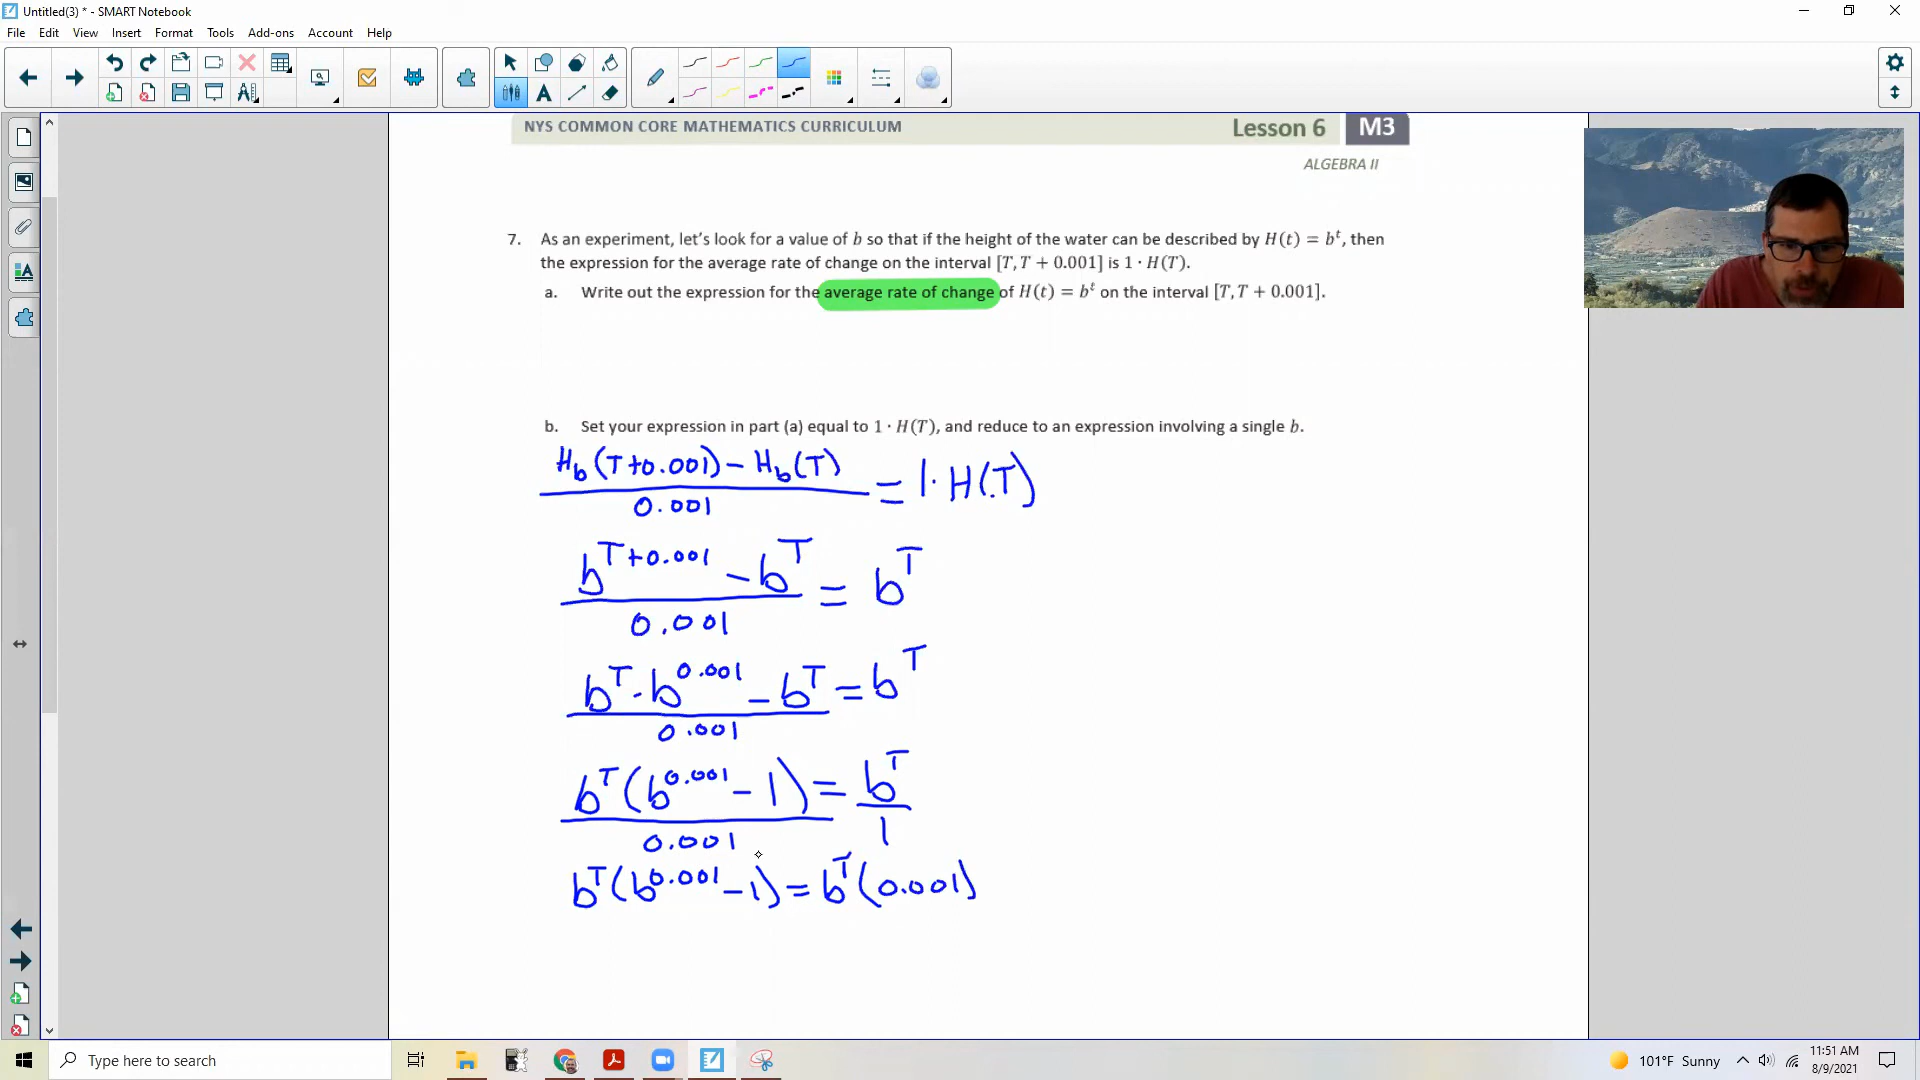 Untitled(3) * - SMART Notebook
File Edit View Insert Format Tools Add-ons Account Help
NYS COMMON CORE MATHEMATICS CURRICULUM Lesson 6 M3
ALGEBRA II
7. As an experiment, let's look for a value of b so that if the height of the water can be described by H(t) = b^t, then
the expression for the average rate of change on the interval [T, T + 0.001] is 1 · H(T).
a. Write out the expression for the average rate of change of H(t) = b^t on the interval [T, T + 0.001].
b. Set your expression in part (a) equal to 1 · H(T), and reduce to an expression involving a single b.
H_b(T+0.001) - H_b(T)
= 1 · H(T)
0.001
b^(T+0.001) - b^T = b^T
0.001
b^T · b^0.001 - b^T = b^T
0.001
b^T(b^0.001 - 1) = b^T
0.001 1
b^T(b^0.001 - 1) = b^T(0.001)
Type here to search
101°F Sunny
11:51 AM
8/9/2021